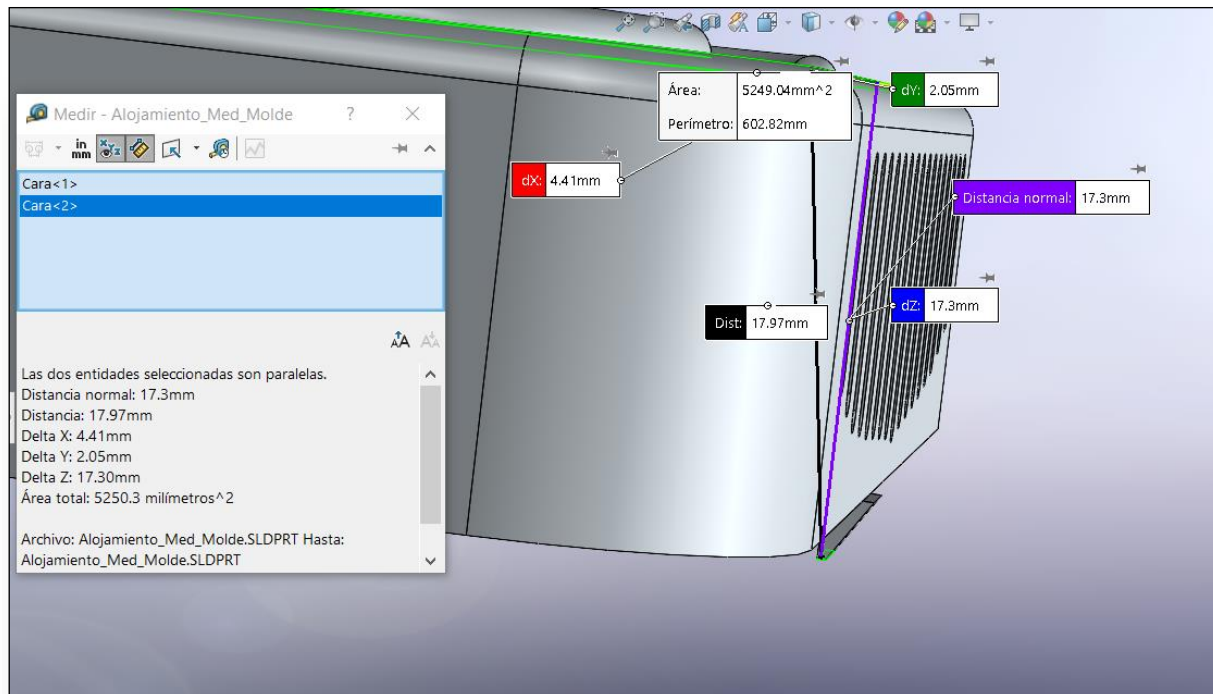 Medir - Alojamiento_Med_Molde ? ×
in
mm
XYZ
Cara<1>
Cara<2>
Las dos entidades seleccionadas son paralelas.
Distancia normal: 17.3mm
Distancia: 17.97mm
Delta X: 4.41mm
Delta Y: 2.05mm
Delta Z: 17.30mm
Área total: 5250.3 milímetros^2
Archivo: Alojamiento_Med_Molde.SLDPRT Hasta:
Alojamiento_Med_Molde.SLDPRT
Área: 5249.04mm^2
Perímetro: 602.82mm
dY: 2.05mm
dX: 4.41mm
Distancia normal: 17.3mm
dZ: 17.3mm
Dist: 17.97mm